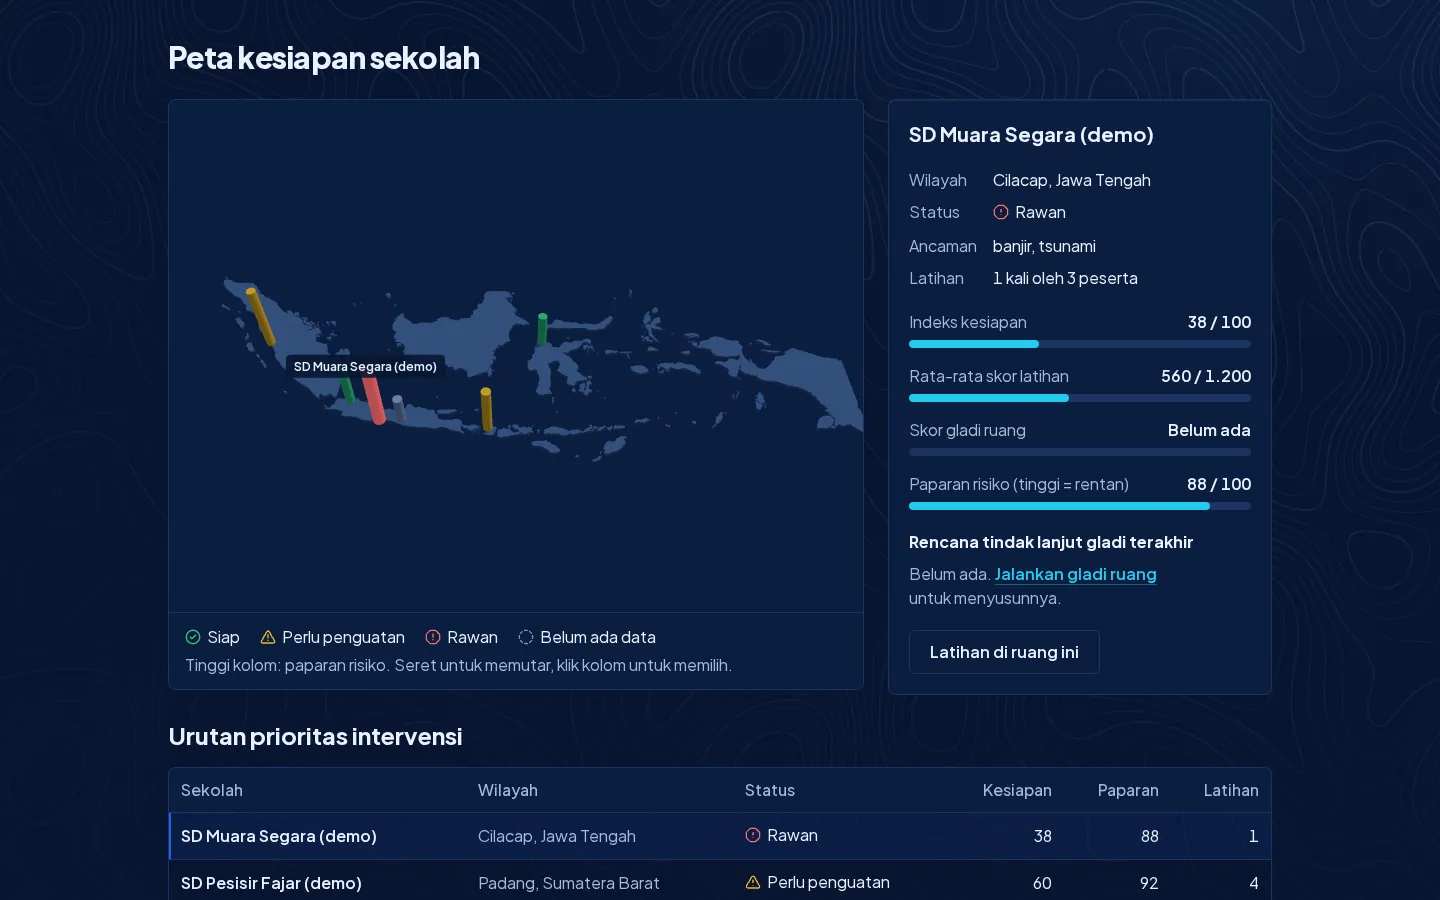 Peta kesiapan sekolah
SD Muara Segara (demo)
Siap
Perlu penguatan
Rawan
Belum ada data
Tinggi kolom: paparan risiko. Seret untuk memutar, klik kolom untuk memilih.
SD Muara Segara (demo)
Wilayah Cilacap, Jawa Tengah
Status Rawan
Ancaman banjir, tsunami
Latihan 1 kali oleh 3 peserta
Indeks kesiapan 38 / 100
Rata-rata skor latihan 560 / 1.200
Skor gladi ruang Belum ada
Paparan risiko (tinggi = rentan) 88 / 100
Rencana tindak lanjut gladi terakhir
Belum ada. Jalankan gladi ruang
untuk menyusunnya.
Latihan di ruang ini
Urutan prioritas intervensi
Sekolah Wilayah Status Kesiapan Paparan Latihan
SD Muara Segara (demo) Cilacap, Jawa Tengah Rawan 38 88 1
SD Pesisir Fajar (demo) Padang, Sumatera Barat Perlu penguatan 60 92 4